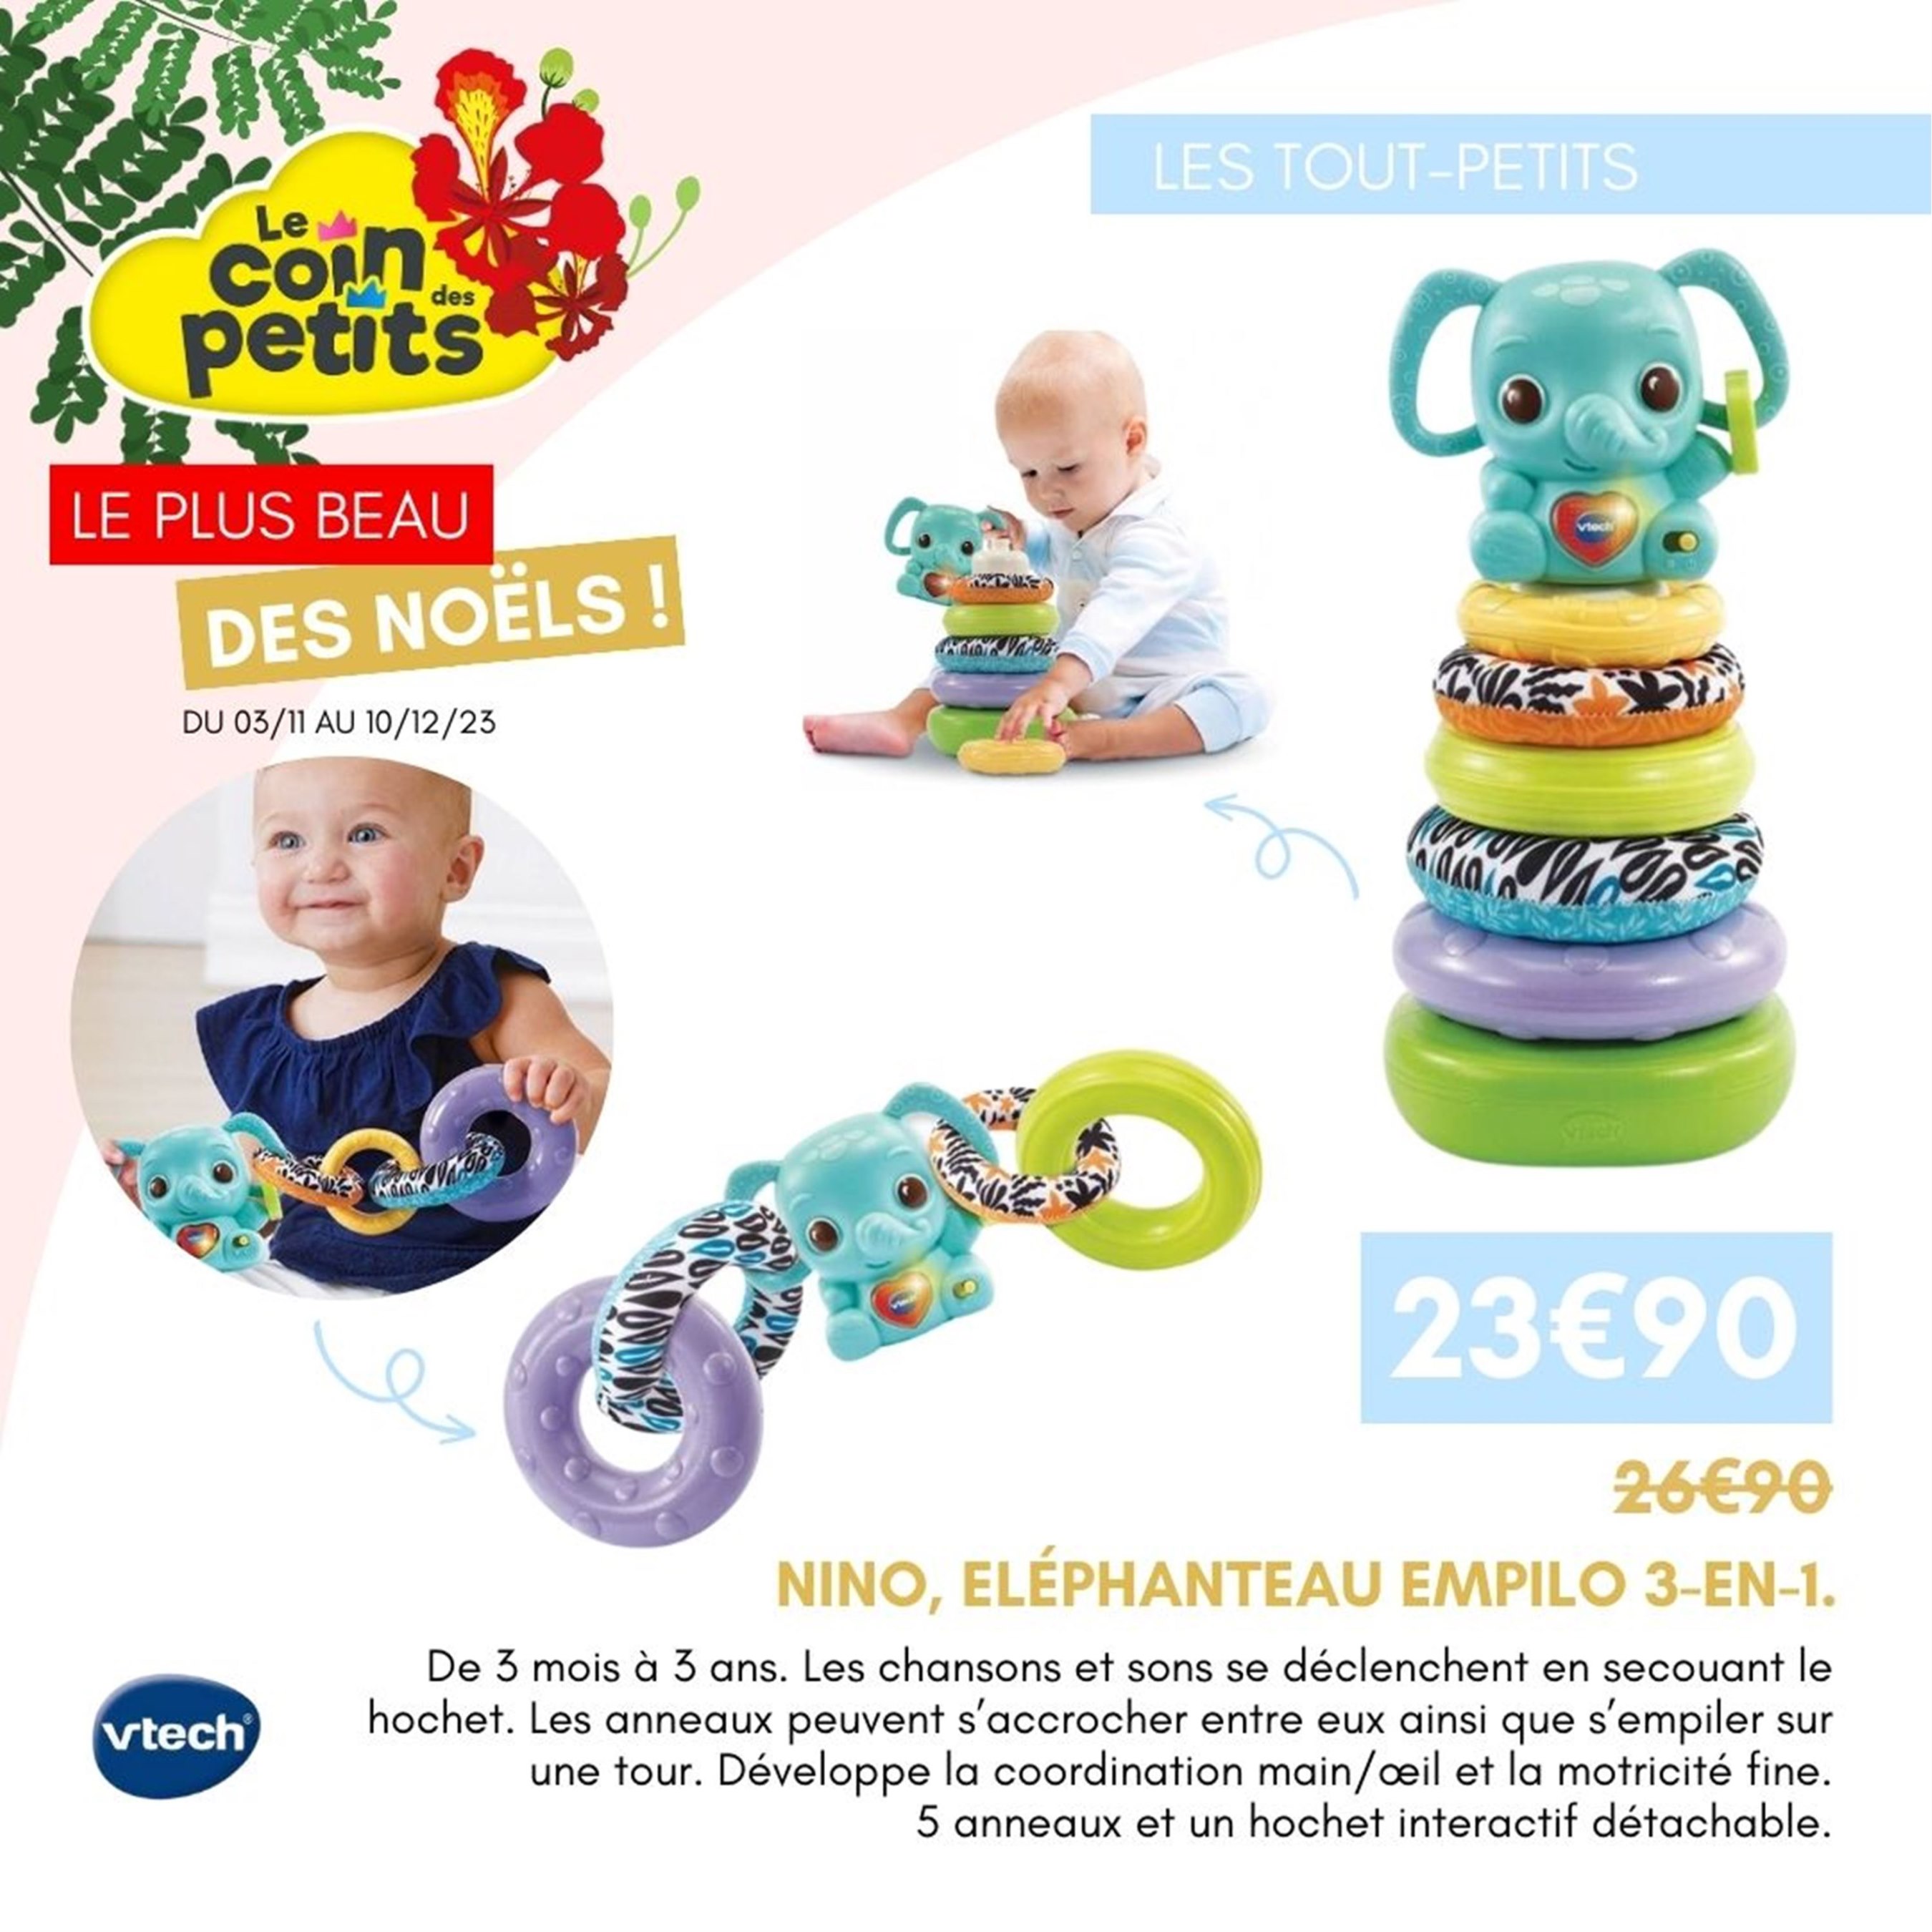 Le
coin
des
petits
LE PLUS BEAU
DES NOËLS !
DU 03/11 AU 10/12/23
LES TOUT-PETITS
vtech
vtech
vtech
23€90
26€90
NINO, ELÉPHANTEAU EMPILO 3-EN-1.
De 3 mois à 3 ans. Les chansons et sons se déclenchent en secouant le
hochet. Les anneaux peuvent s'accrocher entre eux ainsi que s'empiler sur
une tour. Développe la coordination main/œil et la motricité fine.
5 anneaux et un hochet interactif détachable.
vtech®